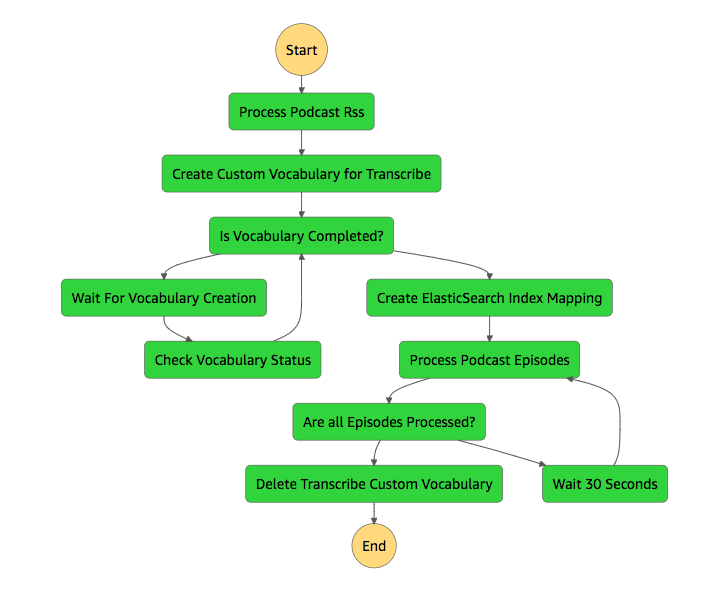 Start
Process Podcast Rss
Create Custom Vocabulary for Transcribe
Is Vocabulary Completed?
Wait For Vocabulary Creation
Create ElasticSearch Index Mapping
Check Vocabulary Status
Process Podcast Episodes
Are all Episodes Processed?
Delete Transcribe Custom Vocabulary
Wait 30 Seconds
End